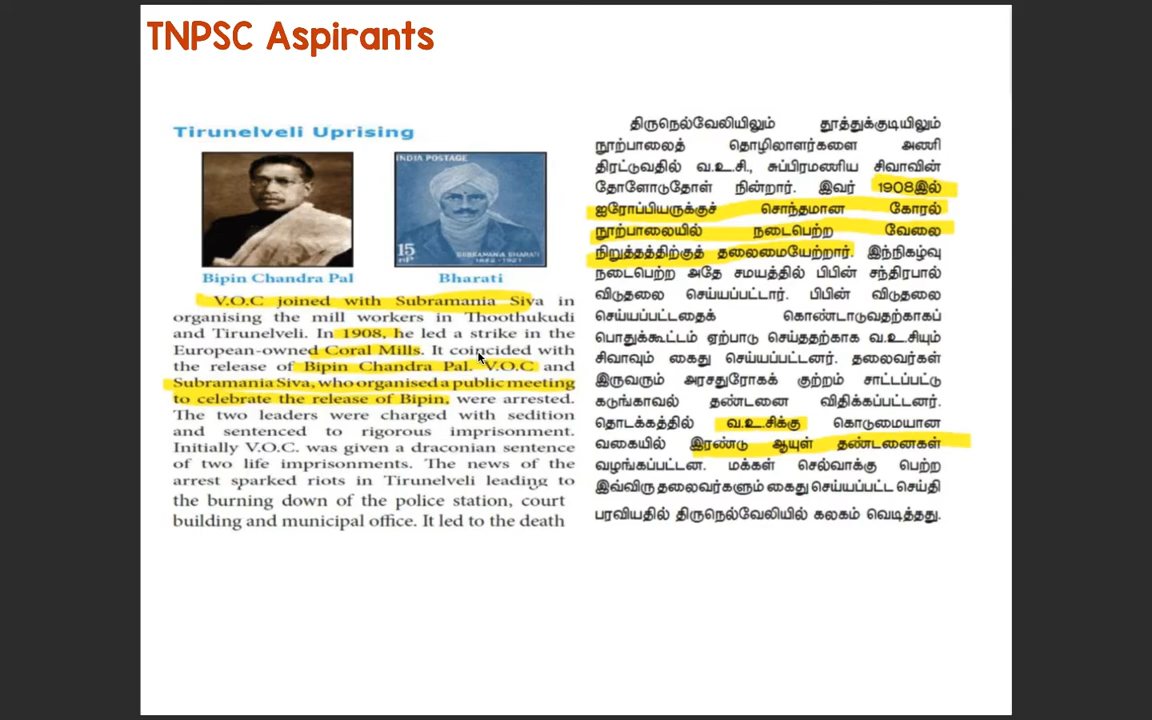 TNPSC Aspirants
Tirunelveli Uprising
INDIA POSTAGE
15
nP
SUBRAMANIA BHARATI
1882-1921
Bipin Chandra Pal
Bharati
V.O.C joined with Subramania Siva in
organising the mill workers in Thoothukudi
and Tirunelveli. In 1908, he led a strike in the
European-owned Coral Mills. It coincided with
the release of Bipin Chandra Pal. V.O.C and
Subramania Siva, who organised a public meeting
to celebrate the release of Bipin, were arrested.
The two leaders were charged with sedition
and sentenced to rigorous imprisonment.
Initially V.O.C. was given a draconian sentence
of two life imprisonments. The news of the
arrest sparked riots in Tirunelveli leading to
the burning down of the police station, court
building and municipal office. It led to the death
திருநெல்வேலியிலும் தூத்துக்குடியிலும்
நூற்பாலைத் தொழிலாளர்களை அணி
திரட்டுவதில் வ.உ.சி., சுப்பிரமணிய சிவாவின்
தோளோடுதோள் நின்றார். இவர் 1908இல்
ஐரோப்பியருக்குச் சொந்தமான கோரல்
நூற்பாலையில் நடைபெற்ற வேலை
நிறுத்தத்திற்குத் தலைமையேற்றார். இந்நிகழ்வு
நடைபெற்ற அதே சமயத்தில் பிபின் சந்திரபால்
விடுதலை செய்யப்பட்டார். பிபின் விடுதலை
செய்யப்பட்டதைக் கொண்டாடுவதற்காகப்
பொதுக்கூட்டம் ஏற்பாடு செய்ததற்காக வ.உ.சியும்
சிவாவும் கைது செய்யப்பட்டனர். தலைவர்கள்
இருவரும் அரசதுரோகக் குற்றம் சாட்டப்பட்டு
கடுங்காவல் தண்டனை விதிக்கப்பட்டனர்.
தொடக்கத்தில் வ.உ.சிக்கு கொடுமையான
வகையில் இரண்டு ஆயுள் தண்டனைகள்
வழங்கப்பட்டன. மக்கள் செல்வாக்கு பெற்ற
இவ்விரு தலைவர்களும் கைது செய்யப்பட்ட செய்தி
பரவியதில் திருநெல்வேலியில் கலகம் வெடித்தது.